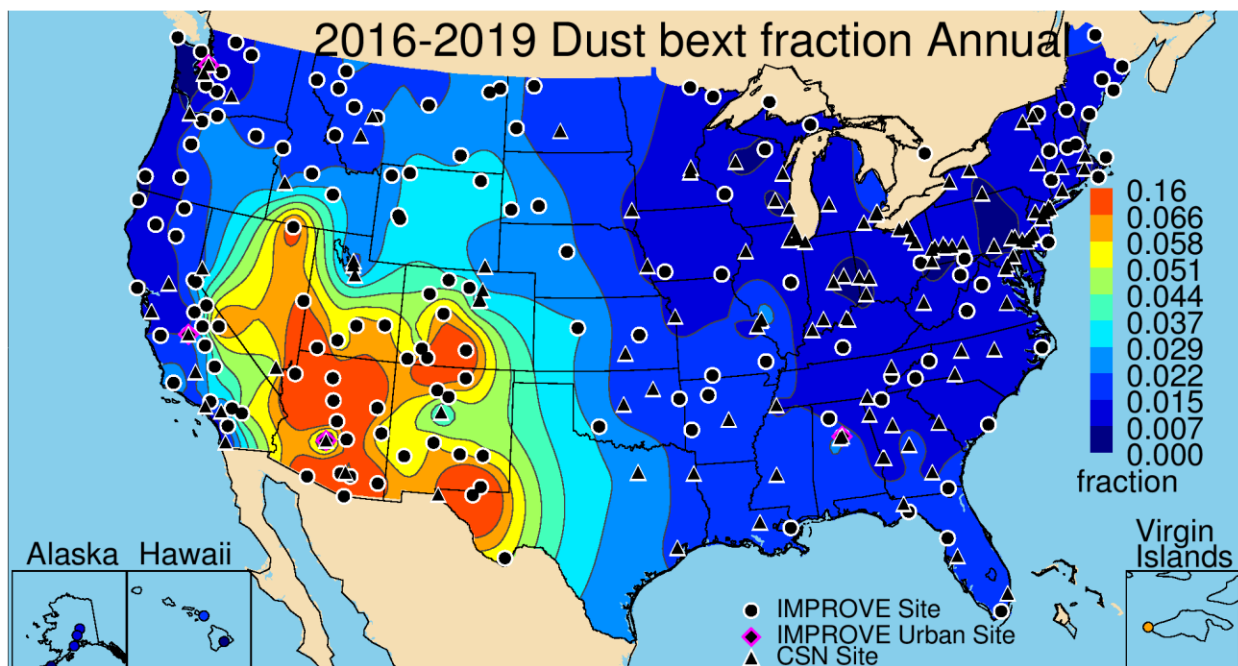 2016-2019 Dust bext fraction Annual
0.16
0.066
0.058
0.051
0.044
0.037
0.029
0.022
0.015
0.007
0.000
fraction
Alaska
Hawaii
Virgin
Islands
IMPROVE Site
IMPROVE Urban Site
CSN Site